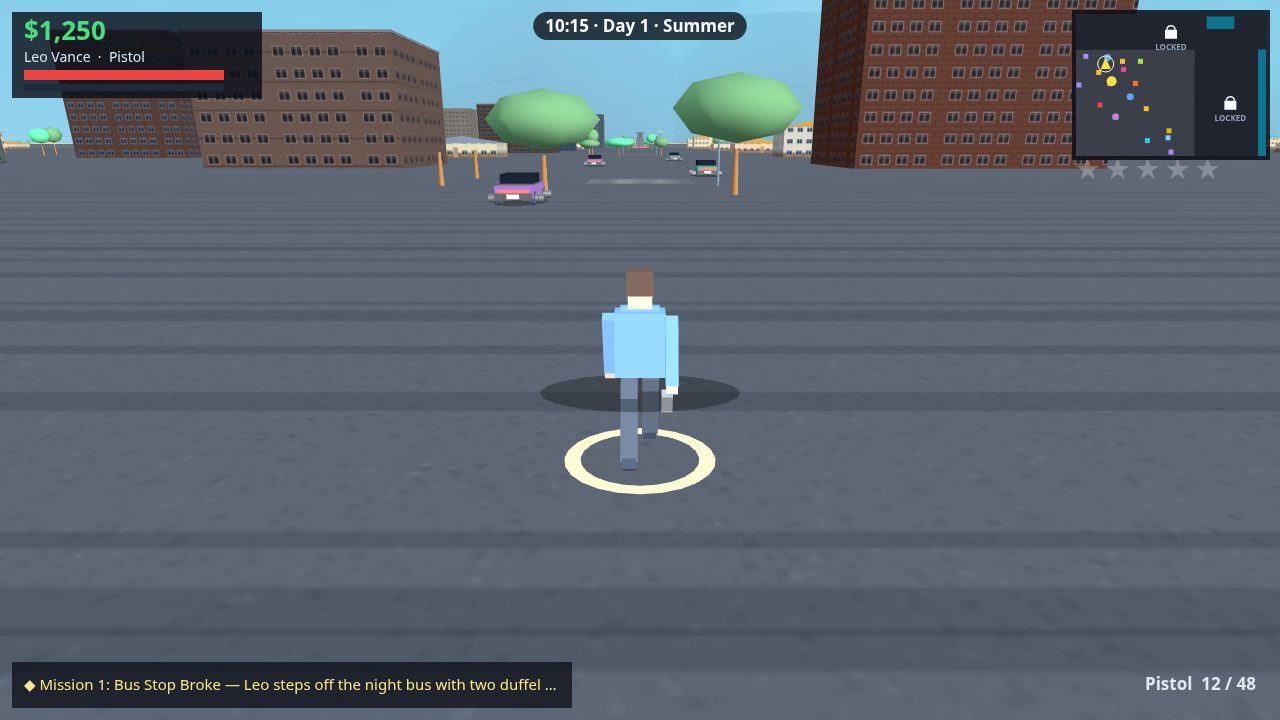 $1,250
Leo Vance · Pistol
10:15 · Day 1 · Summer
LOCKED
LOCKED
◆ Mission 1: Bus Stop Broke — Leo steps off the night bus with two duffel ...
Pistol 12 / 48